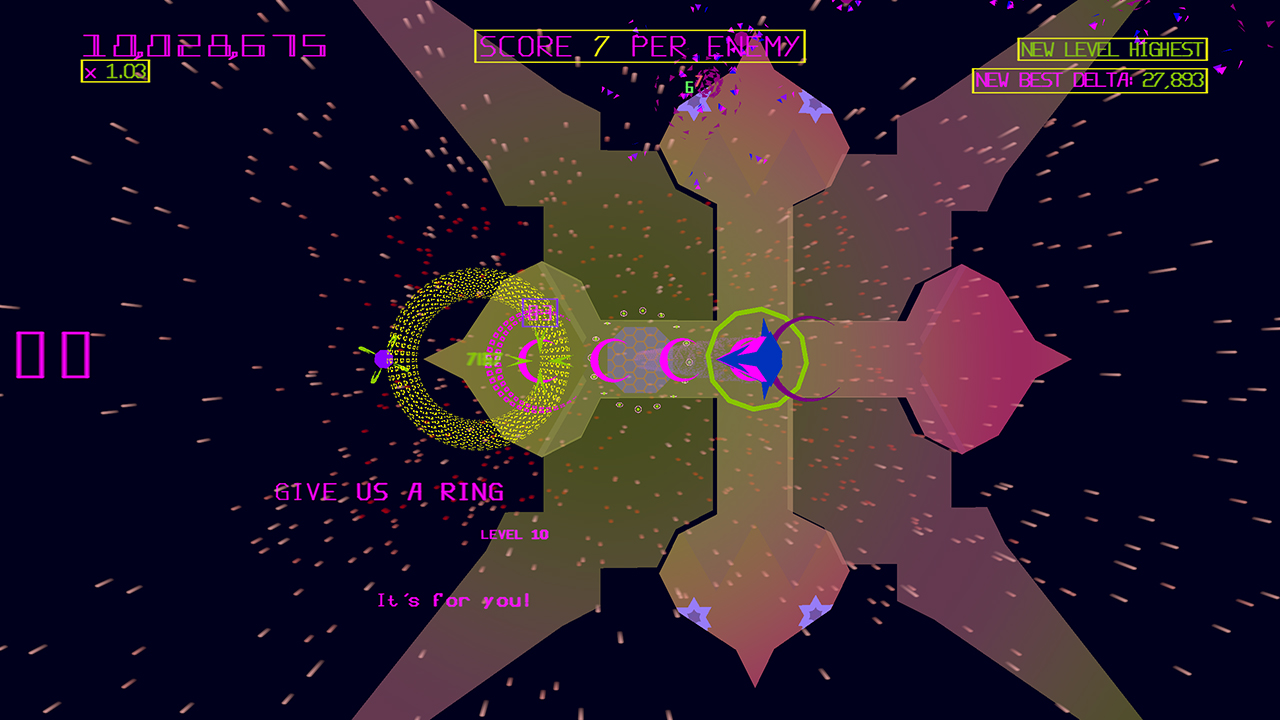 10,028,675
x 1.03
SCORE 7 PER ENEMY
NEW LEVEL HIGHEST
NEW BEST DELTA: 27,893
6
GIVE US A RING
LEVEL 10
It's for you!